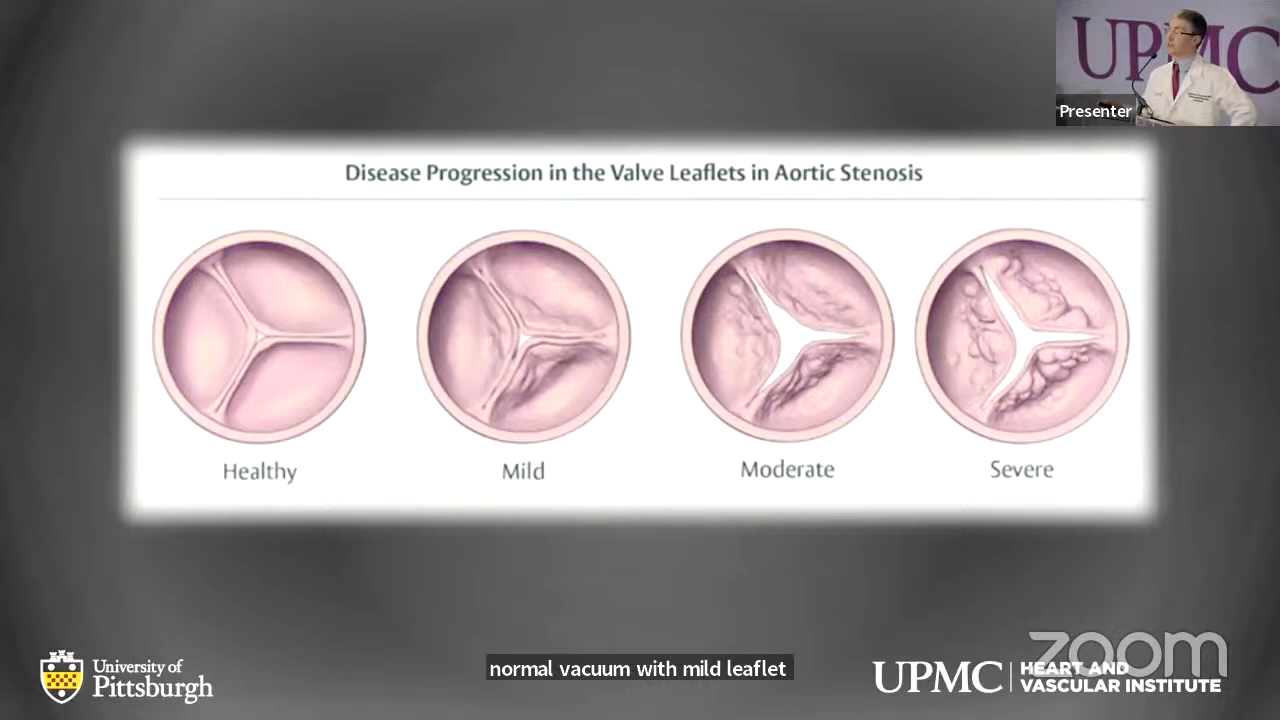 UPMC
Presenter
Disease Progression in the Valve Leaflets in Aortic Stenosis
Healthy
Mild
Moderate
Severe
University of
Pittsburgh
normal vacuum with mild leaflet
zoom
UPMC
HEART AND
VASCULAR INSTITUTE